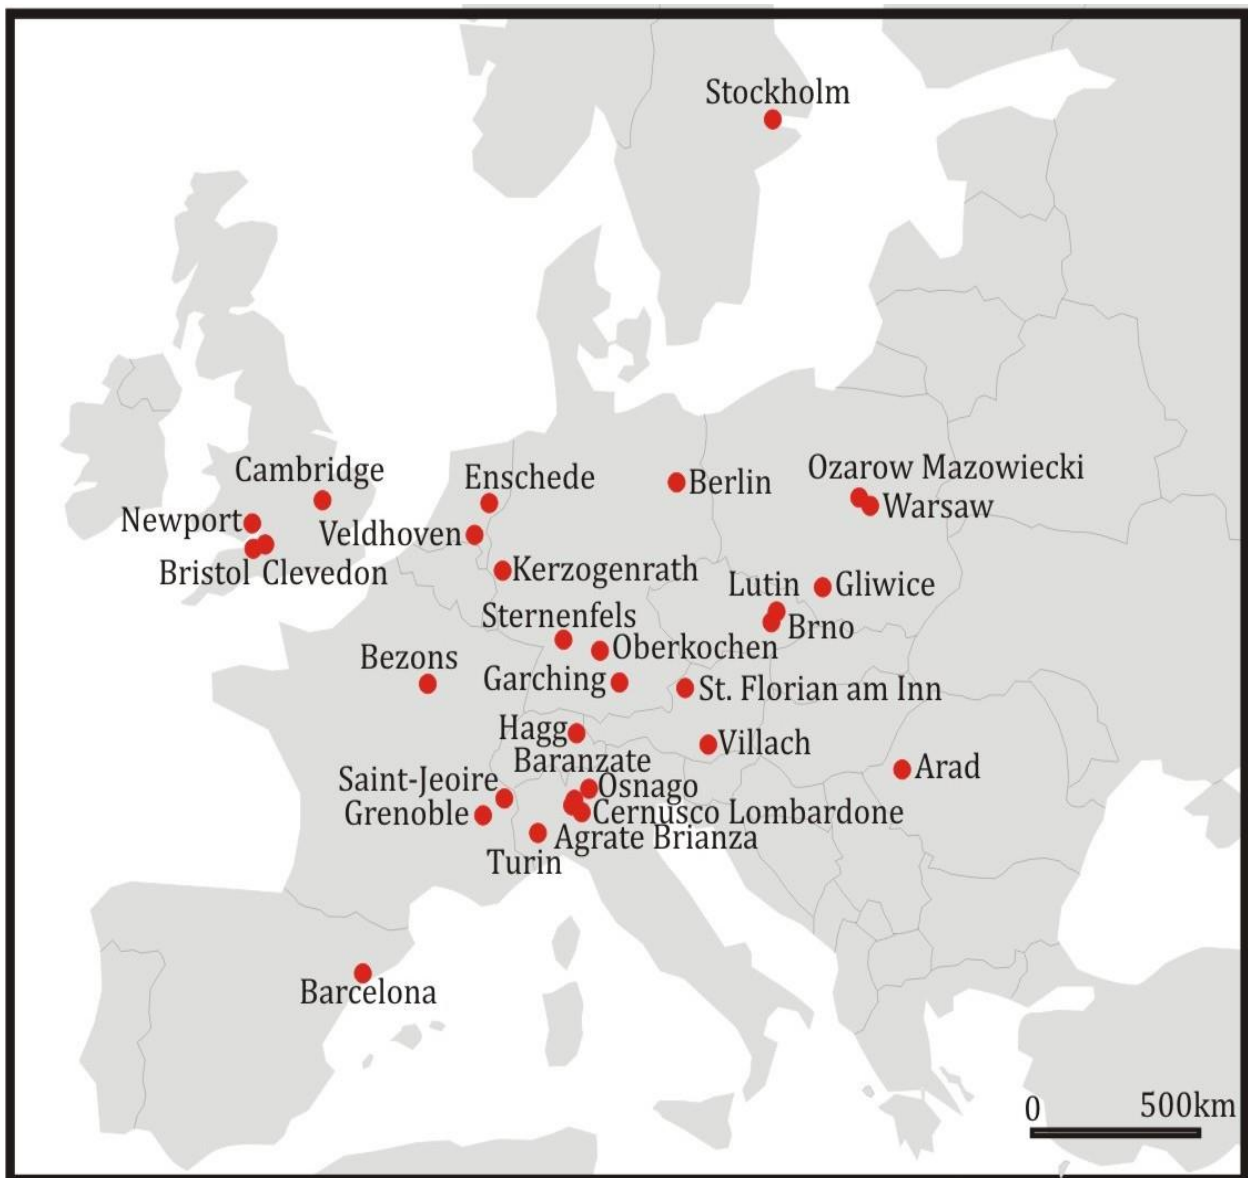 Stockholm
Cambridge
Enschede
Berlin
Ozarow Mazowiecki
Newport
Veldhoven
Warsaw
Bristol Clevedon
Kerzogenrath
Lutin
Gliwice
Sternenfels
Brno
Bezons
Oberkochen
Garching
St. Florian am Inn
Hagg
Villach
Baranzate
Arad
Saint-Jeoire
Osnago
Grenoble
Cernusco Lombardone
Agrate Brianza
Turin
Barcelona
0 500km